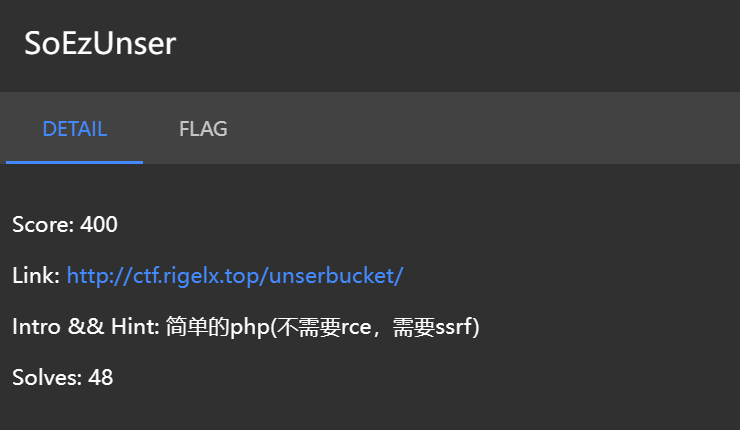 SoEzUnser
DETAIL FLAG
Score: 400
Link: http://ctf.rigelx.top/unserbucket/
Intro && Hint: 简单的php(不需要rce，需要ssrf)
Solves: 48